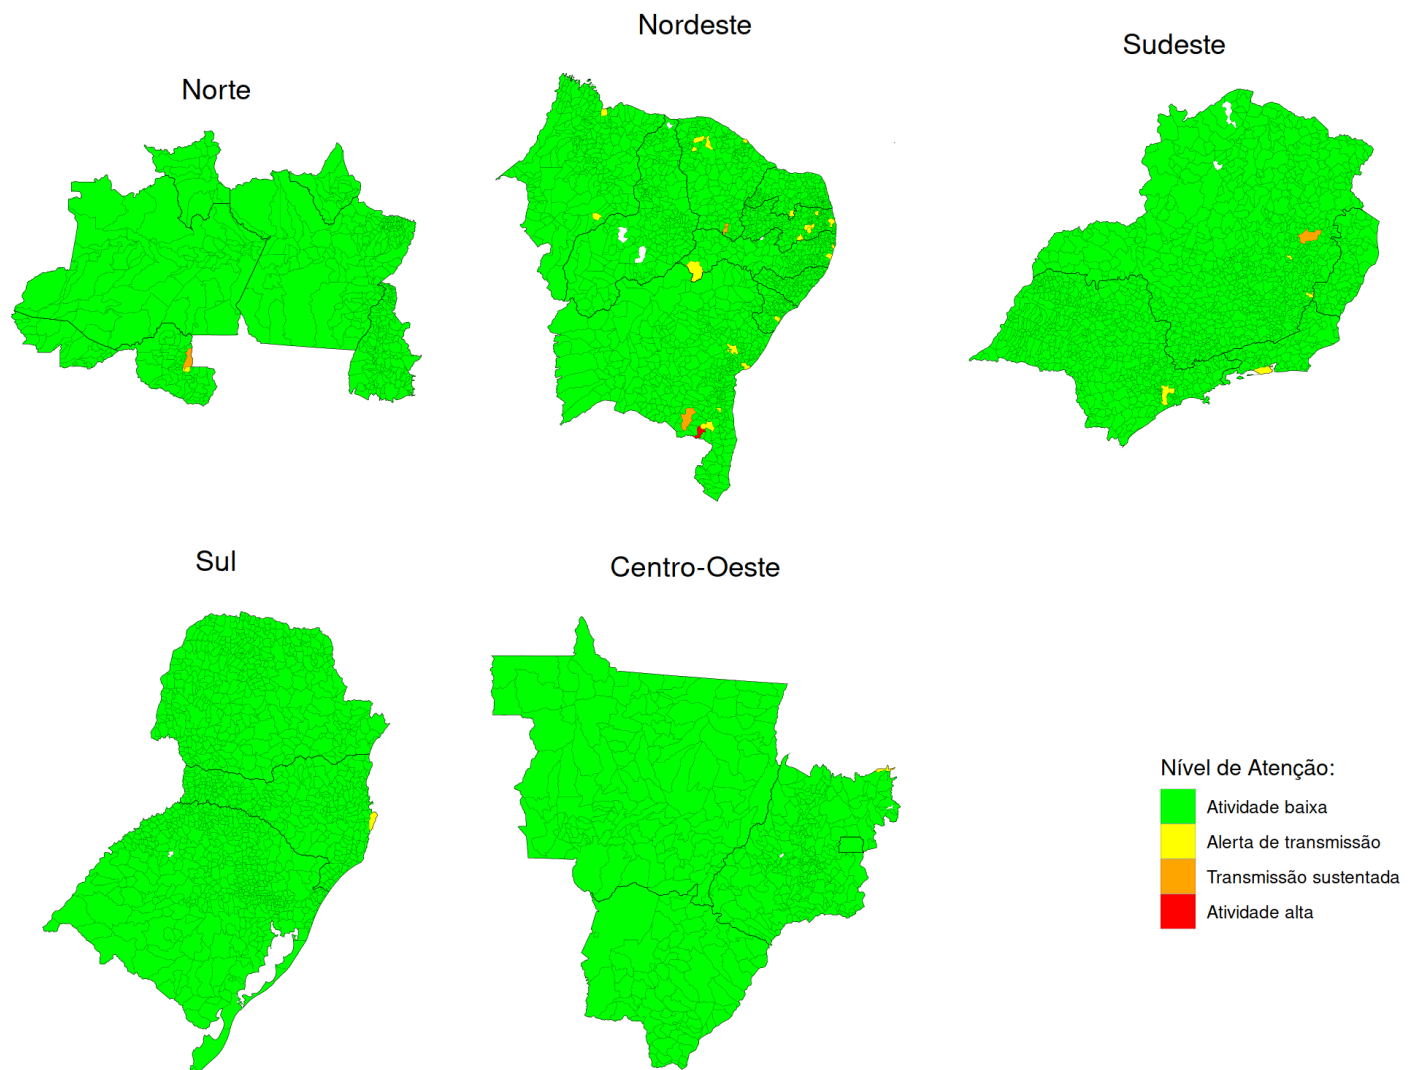 Norte
Nordeste
Sudeste
Sul
Centro-Oeste
Nível de Atenção:
Atividade baixa
Alerta de transmissão
Transmissão sustentada
Atividade alta